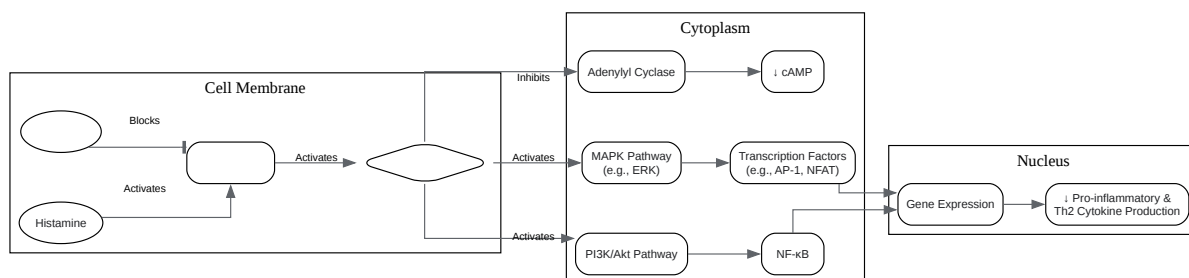 Cytoplasm
Cell Membrane
Nucleus
Blocks
Activates
Histamine
Activates
Inhibits
Adenylyl Cyclase
↓ cAMP
Activates
MAPK Pathway
(e.g., ERK)
Transcription Factors
(e.g., AP-1, NFAT)
Activates
PI3K/Akt Pathway
NF-κB
Gene Expression
↓ Pro-inflammatory &
Th2 Cytokine Production